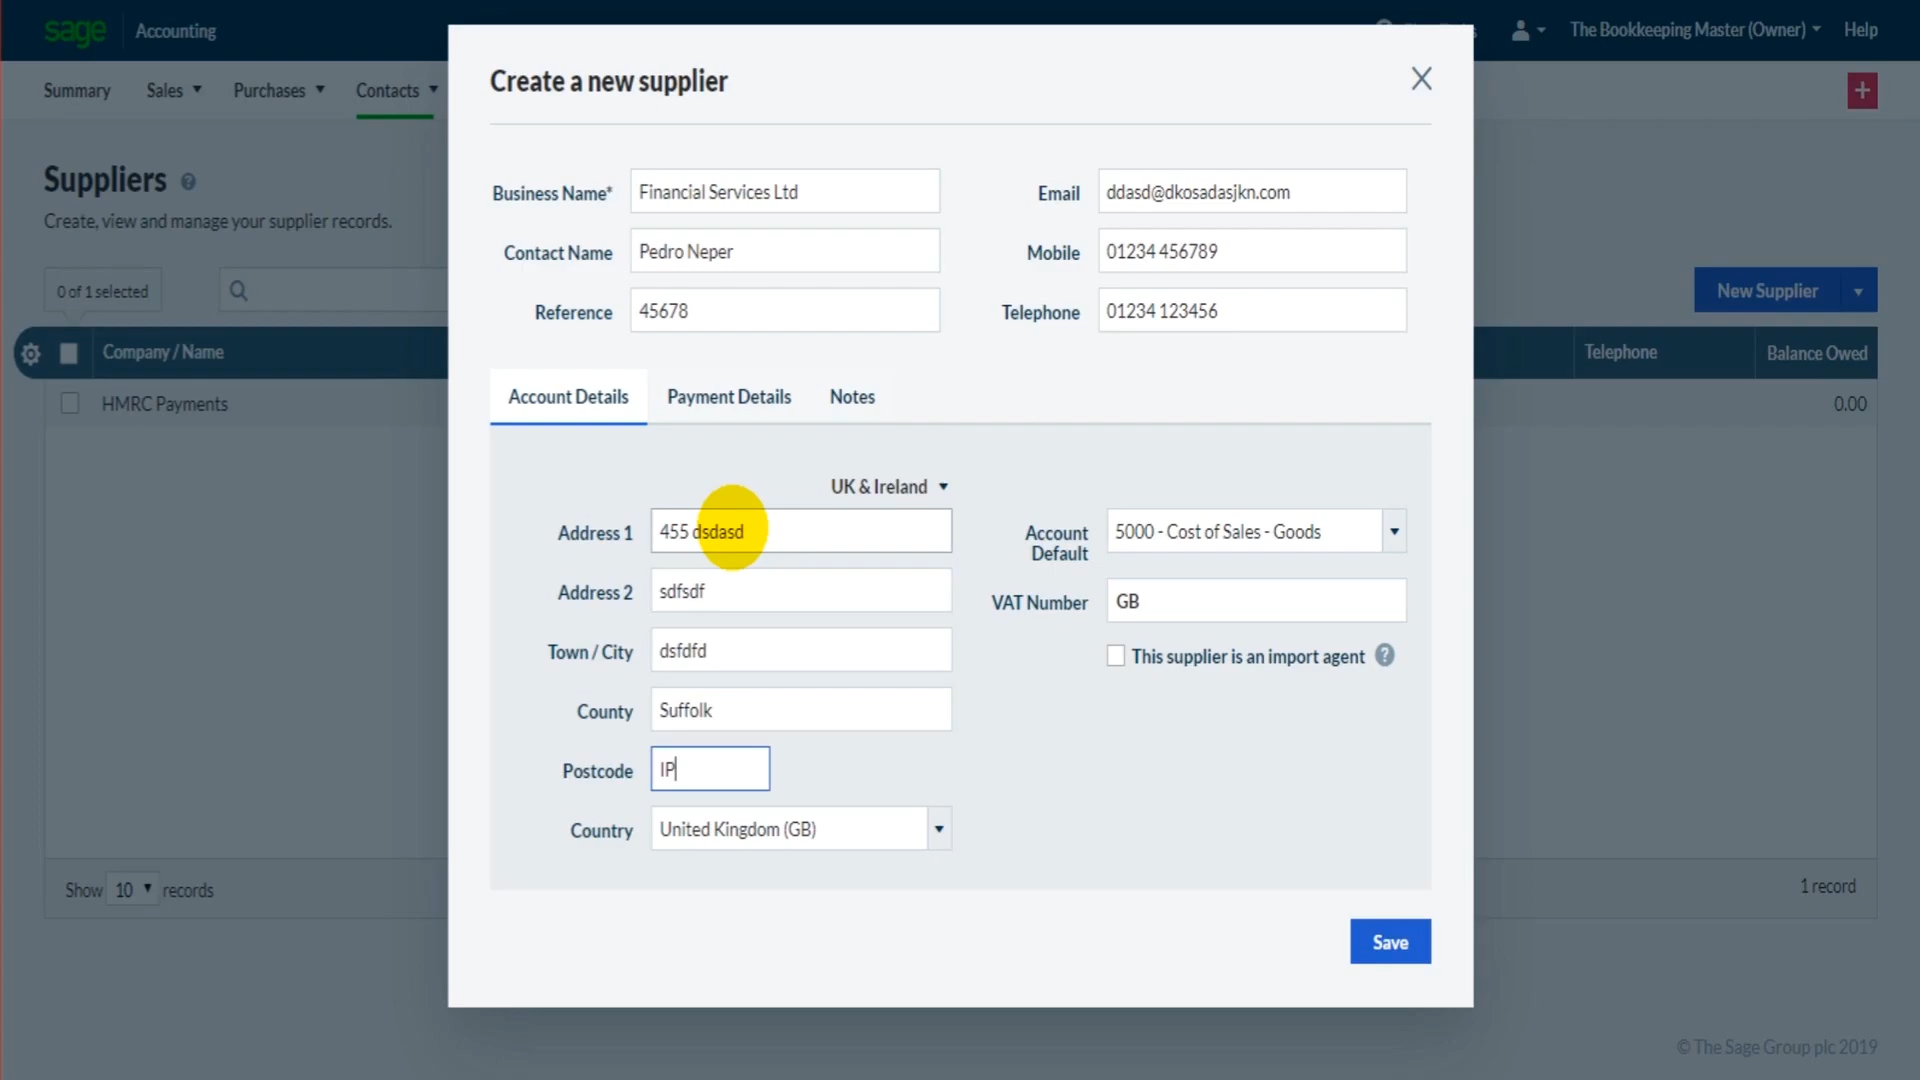 sage Accounting
The Bookkeeping Master (Owner) Help
Summary Sales Purchases Contacts
Create a new supplier
Suppliers
Create, view and manage your supplier records.
0 of 1 selected
New Supplier
Company / Name
Telephone Balance Owed
HMRC Payments
0.00
Business Name* Financial Services Ltd
Email ddasd@dkosadasjkn.com
Contact Name Pedro Neper
Mobile 01234 456789
Reference 45678
Telephone 01234 123456
Account Details Payment Details Notes
UK & Ireland
Address 1 455 dsdasd
Address 2 sdfsdf
Town / City dsfdfd
County Suffolk
Postcode IP
Country United Kingdom (GB)
Account
Default
5000 - Cost of Sales - Goods
VAT Number GB
This supplier is an import agent ?
Save
Show 10 records
1 record
© The Sage Group plc 2019